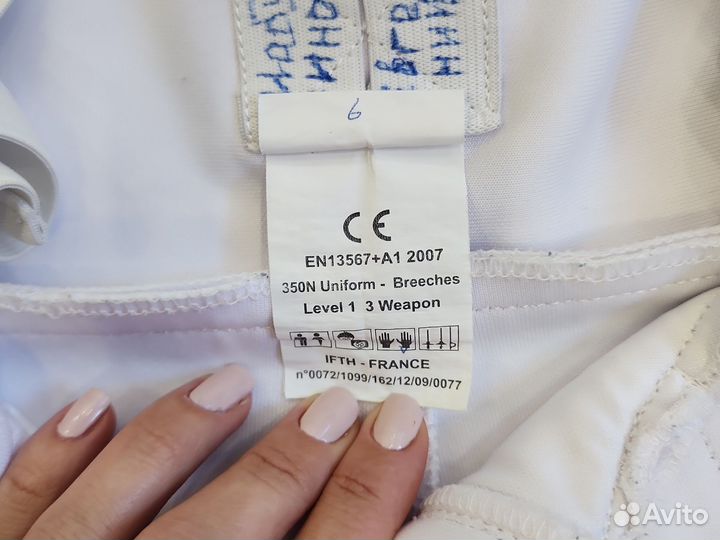 6
CE
EN13567+A1 2007
350N Uniform - Breeches
Level 1 3 Weapon
IFTH - FRANCE
n°0072/1099/162/12/09/0077
Avito